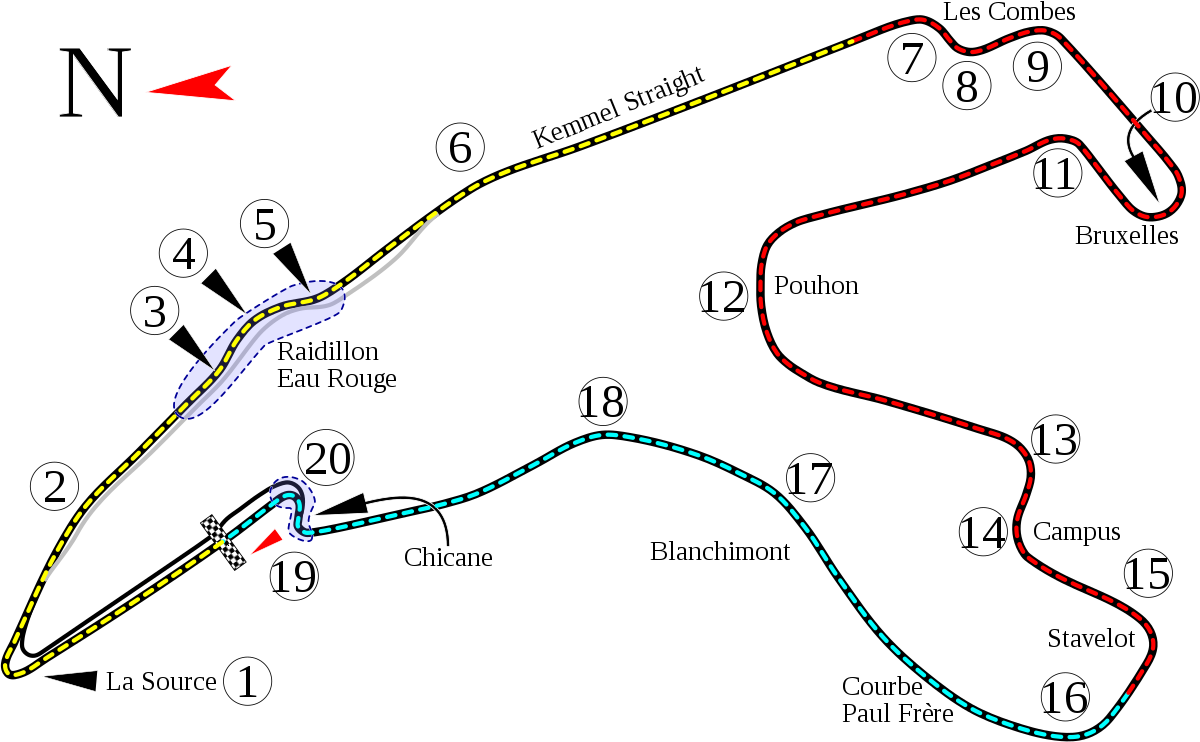 Les Combes
N
7
8
9
10
Kemmel Straight
6
11
Bruxelles
5
4
3
12
Pouhon
Raidillon
Eau Rouge
18
13
20
17
2
14
Campus
Chicane
Blanchimont
19
15
Stavelot
La Source
1
16
Courbe
Paul Frère